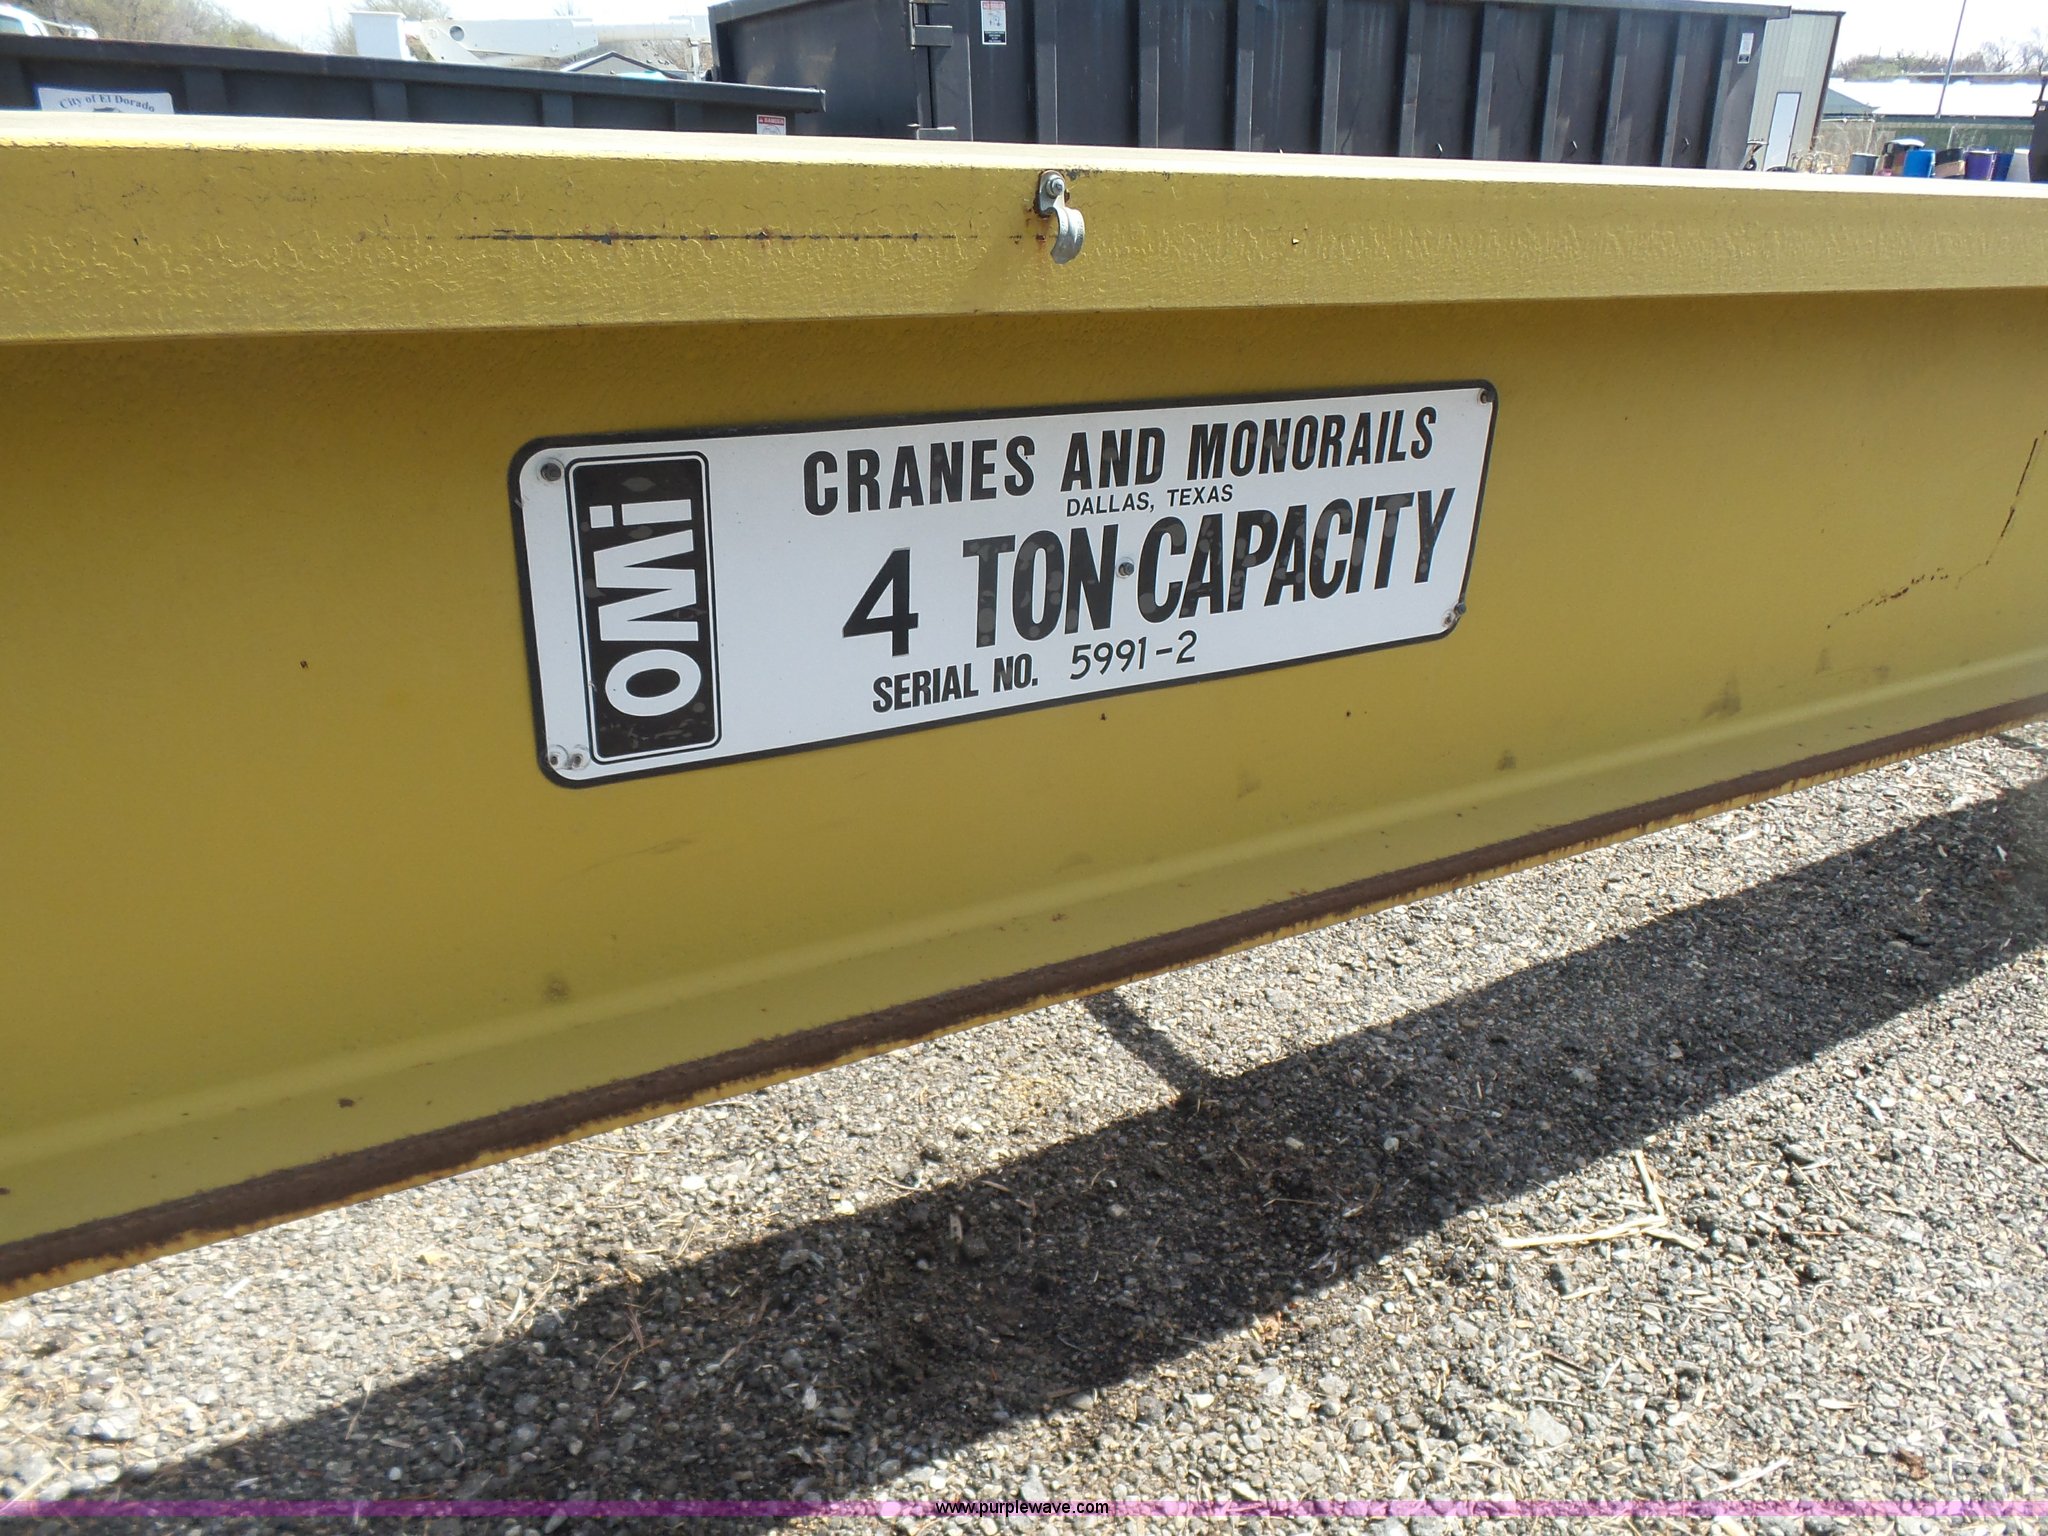 City of El Dorado
DANGER
OMI
CRANES AND MONORAILS
DALLAS, TEXAS
4 TON CAPACITY
SERIAL NO. 5991-2
www.purplewave.com